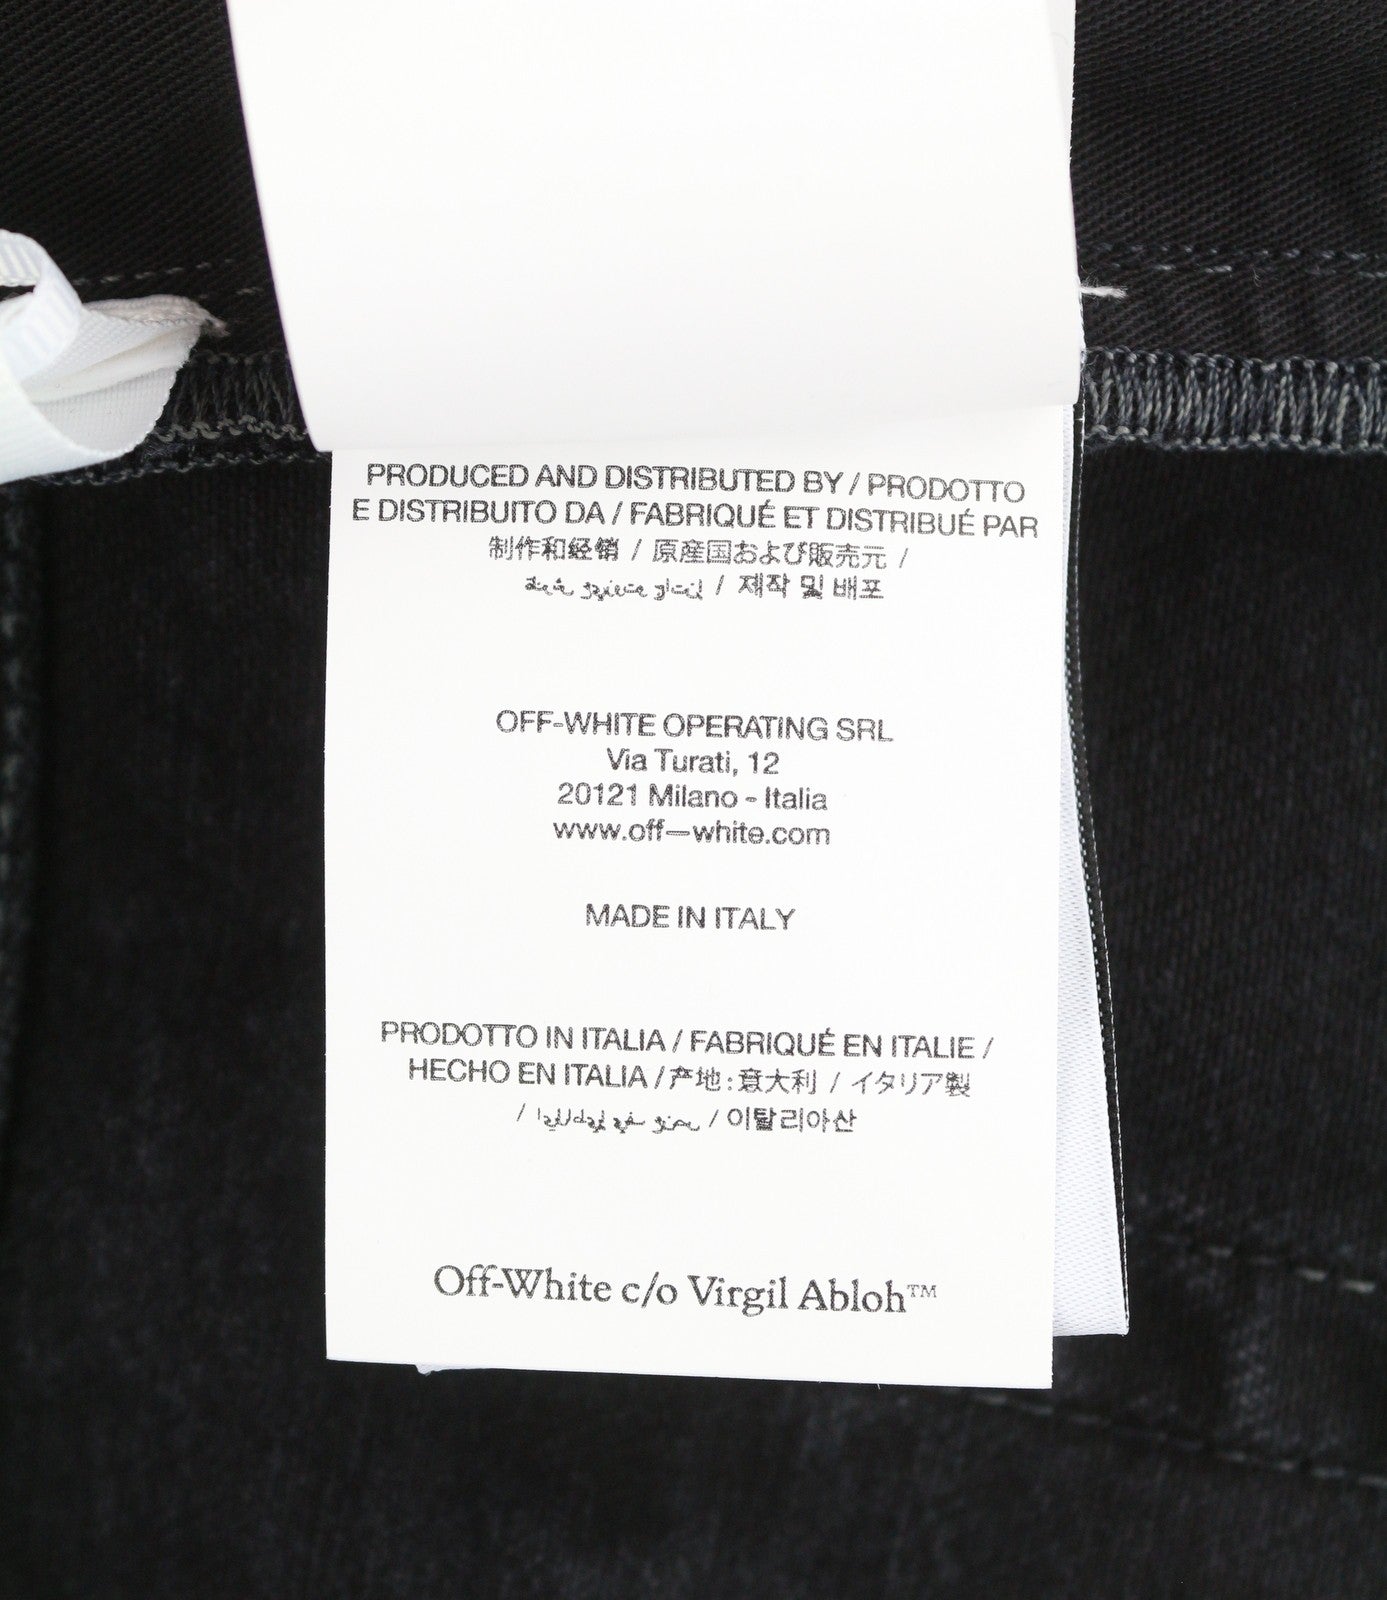 PRODUCED AND DISTRIBUTED BY / PRODOTTO
E DISTRIBUITO DA / FABRIQUÉ ET DISTRIBUÉ PAR
制作和经销 / 原産国および販売元 /
/ 제작 및 배포
OFF-WHITE OPERATING SRL
Via Turati, 12
20121 Milano - Italia
www.off—white.com
MADE IN ITALY
PRODOTTO IN ITALIA / FABRIQUÉ EN ITALIE /
HECHO EN ITALIA / 产地:意大利 / イタリア製
/ / 이탈리아산
Off-White c/o Virgil Abloh™